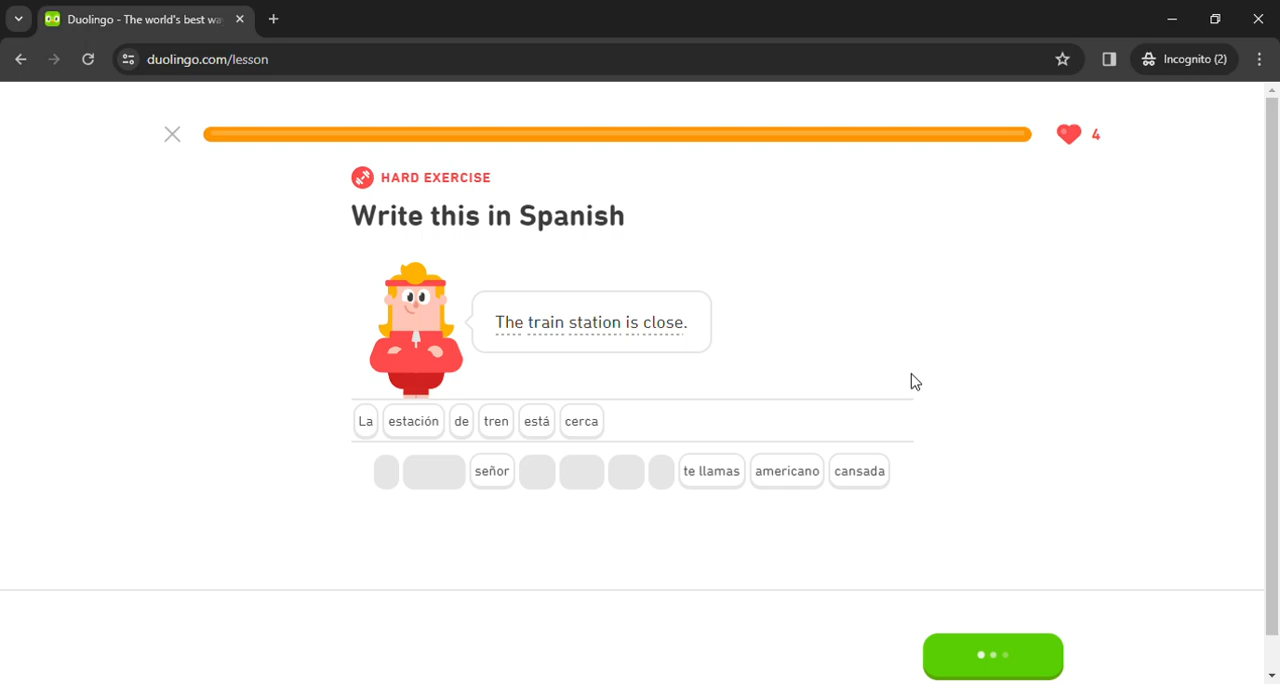 Duolingo - The world's best wa
duolingo.com/lesson
Incognito (2)
4
HARD EXERCISE
Write this in Spanish
The train station is close.
La estación de tren está cerca
señor te llamas americano cansada